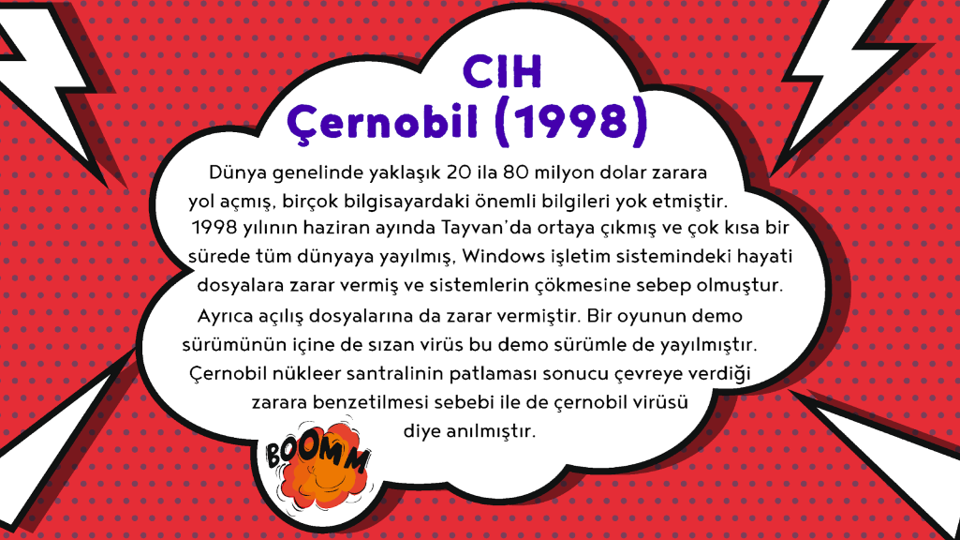 CIH
Çernobil (1998)
Dünya genelinde yaklaşık 20 ila 80 milyon dolar zarara
yol açmış, birçok bilgisayardaki önemli bilgileri yok etmiştir.
1998 yılının haziran ayında Tayvan'da ortaya çıkmış ve çok kısa bir
sürede tüm dünyaya yayılmış, Windows işletim sistemindeki hayati
dosyalara zarar vermiş ve sistemlerin çökmesine sebep olmuştur.
Ayrıca açılış dosyalarına da zarar vermiştir. Bir oyunun demo
sürümünün içine de sızan virüs bu demo sürümle de yayılmıştır.
Çernobil nükleer santralinin patlaması sonucu çevreye verdiği
zarara benzetilmesi sebebi ile de çernobil virüsü
diye anılmıştır.
BOOMM